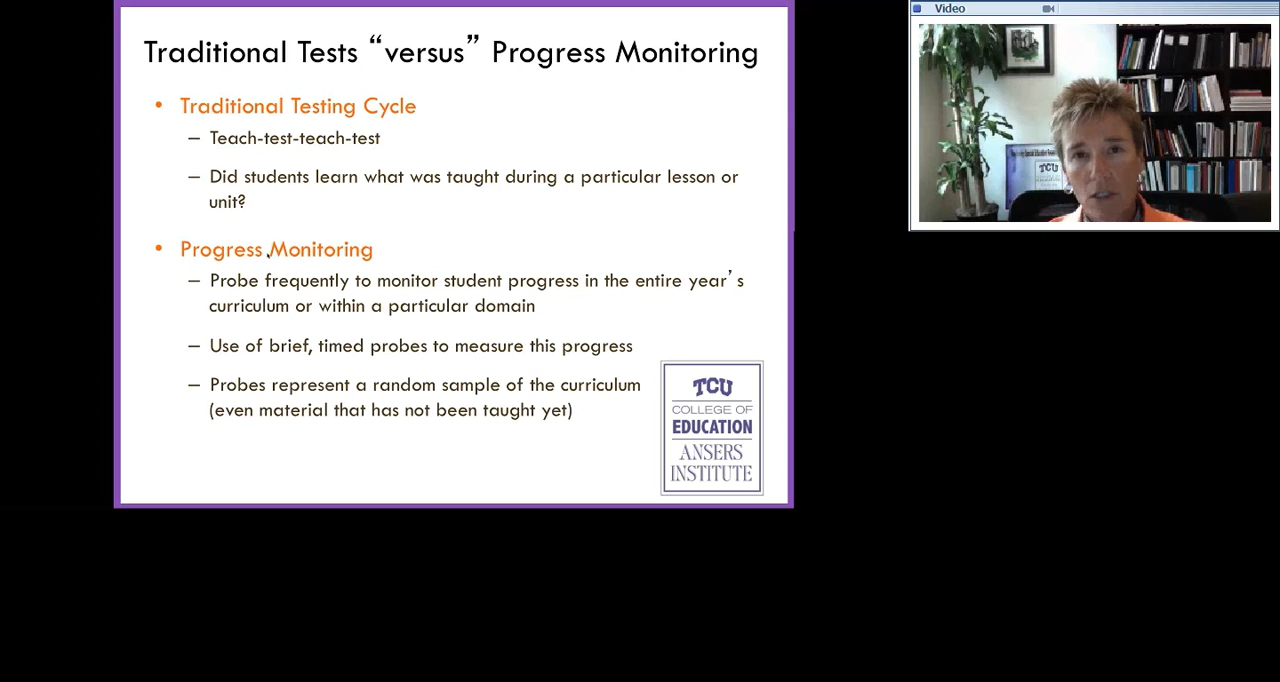 Traditional Tests “versus” Progress Monitoring
• Traditional Testing Cycle
– Teach-test-teach-test
– Did students learn what was taught during a particular lesson or
unit?
• Progress Monitoring
– Probe frequently to monitor student progress in the entire year’s
curriculum or within a particular domain
– Use of brief, timed probes to measure this progress
– Probes represent a random sample of the curriculum
(even material that has not been taught yet)
TCU
COLLEGE OF
EDUCATION
ANSERS
INSTITUTE
Video
TCU